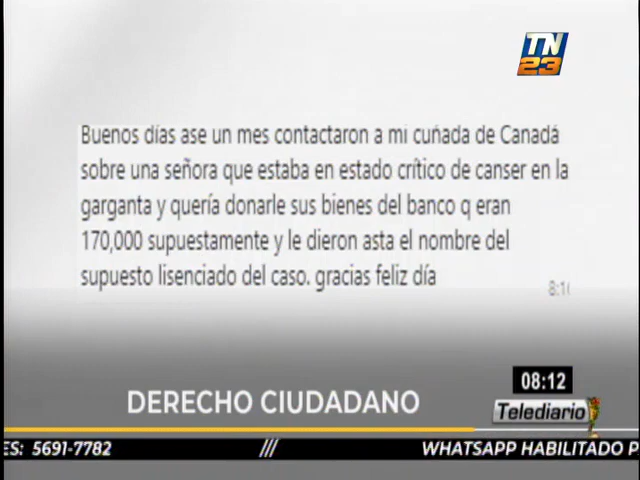 TN
23
Buenos días ase un mes contactaron a mi cuñada de Canadá
sobre una señora que estaba en estado crítico de canser en la
garganta y quería donarle sus bienes del banco q eran
170,000 supuestamente y le dieron asta el nombre del
supuesto lisenciado del caso. gracias feliz día
DERECHO CIUDADANO
08:12
Telediario
ES: 5691-7782 /// WHATSAPP HABILITADO P